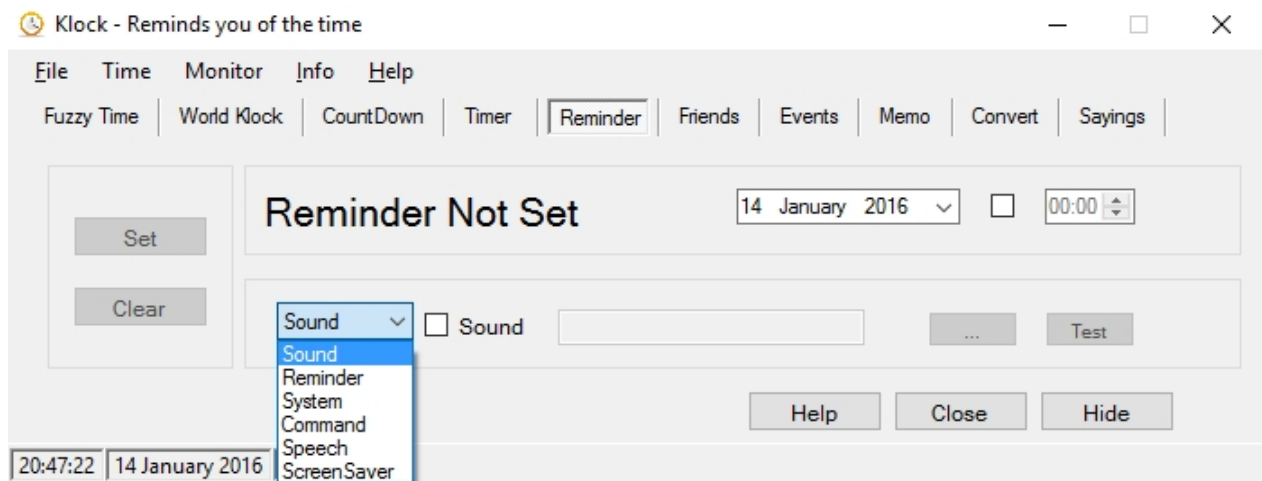 Klock - Reminds you of the time
File Time Monitor Info Help
Fuzzy Time World Klock CountDown Timer Reminder Friends Events Memo Convert Sayings
Set
Clear
Reminder Not Set
14 January 2016
00:00
Sound
Sound
...
Test
Sound
Reminder
System
Command
Speech
ScreenSaver
Help Close Hide
20:47:22 14 January 2016